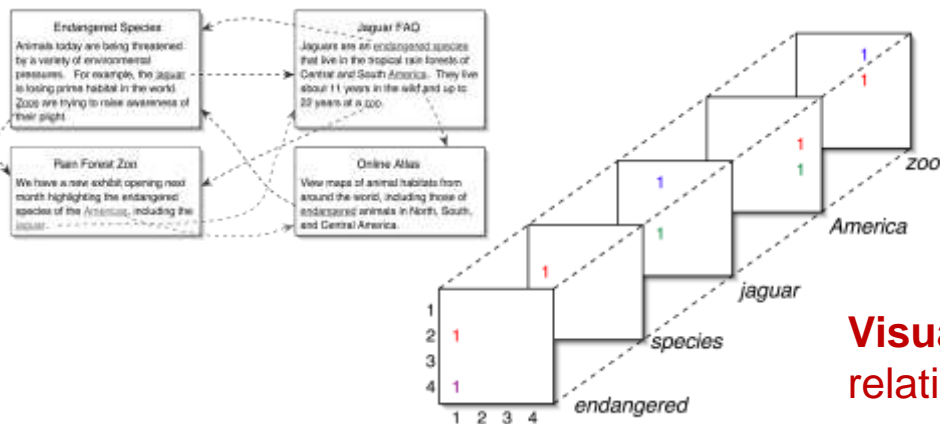 Endangered Species
Animals today are being threatened
by a variety of environmental
pressures. For example, the jaguar
is losing prime habitat in the world.
Zoos are trying to raise awareness of
their plight.
Jaguar FAQ
Jaguars are an endangered species
that live in the tropical rain forests of
Central and South America. They live
about 11 years in the wild and up to
22 years at a zoo.
Rain Forest Zoo
We have a new exhibit opening next
month highlighting the endangered
species of the Americas, including the
jaguar.
Online Atlas
View maps of animal habitats from
around the world, including those of
endangered animals in North, South,
and Central America.
1
1
zoo
1
1
America
1
1
jaguar
1
species
1
2 1
3
4 1
1 2 3 4
endangered
Visua
relati